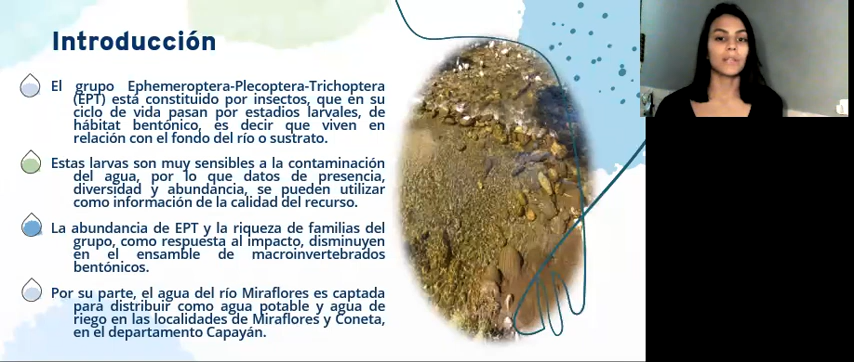 Introducción
El grupo Ephemeroptera-Plecoptera-Trichoptera
(EPT) está constituido por insectos, que en su
ciclo de vida pasan por estadios larvales, de
hábitat bentónico, es decir que viven en
relación con el fondo del río o sustrato.
Estas larvas son muy sensibles a la contaminación
del agua, por lo que datos de presencia,
diversidad y abundancia, se pueden utilizar
como información de la calidad del recurso.
La abundancia de EPT y la riqueza de familias del
grupo, como respuesta al impacto, disminuyen
en el ensamble de macroinvertebrados
bentónicos.
Por su parte, el agua del río Miraflores es captada
para distribuir como agua potable y agua de
riego en las localidades de Miraflores y Coneta,
en el departamento Capayán.